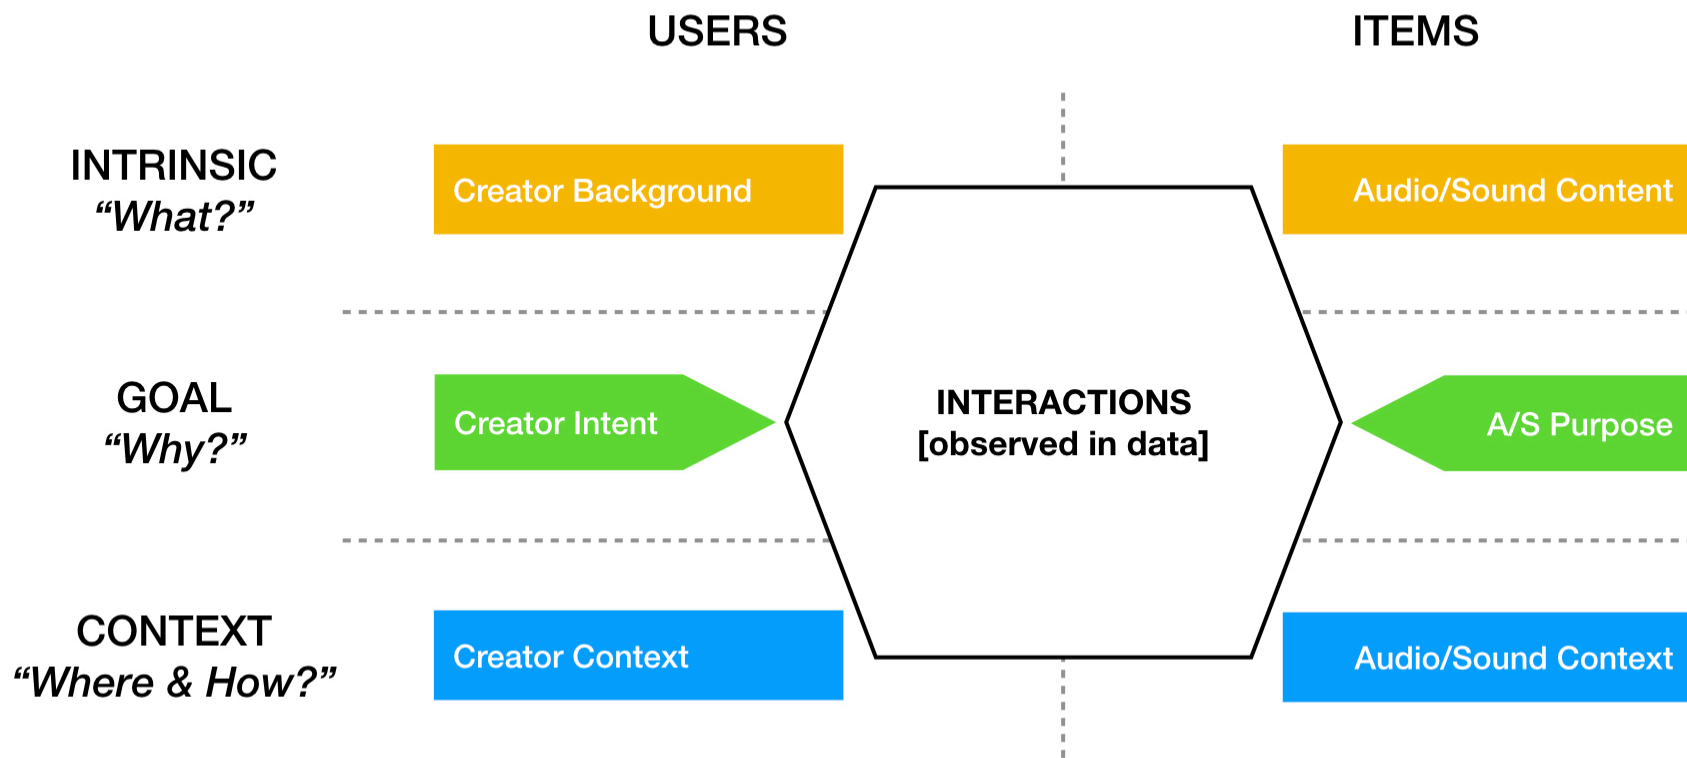 USERS
ITEMS
INTRINSIC
“What?”
Creator Background
Audio/Sound Content
GOAL
“Why?”
Creator Intent
INTERACTIONS
[observed in data]
A/S Purpose
CONTEXT
“Where & How?”
Creator Context
Audio/Sound Context